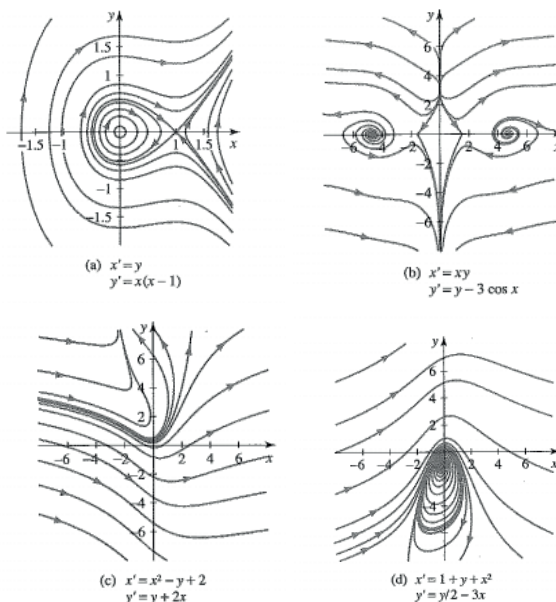 y
1.5
1
-1.5 -1 1 1.5 x
-1
-1.5
(a) x′ = y
y′ = x(x − 1)
y
6
4
2
-6 -4 -2 2 4 6
-4
-6
(b) x′ = xy
y′ = y − 3 cos x
y
6
4
2
-6 -4 -2 2 6 x
-2
-4
-6
(c) x′ = x² − y + 2
y′ = y + 2x
y
6
4
2
-6 -4 -2 2 4 6 x
4
(d) x′ = 1 + y + x²
y′ = y/2 − 3x